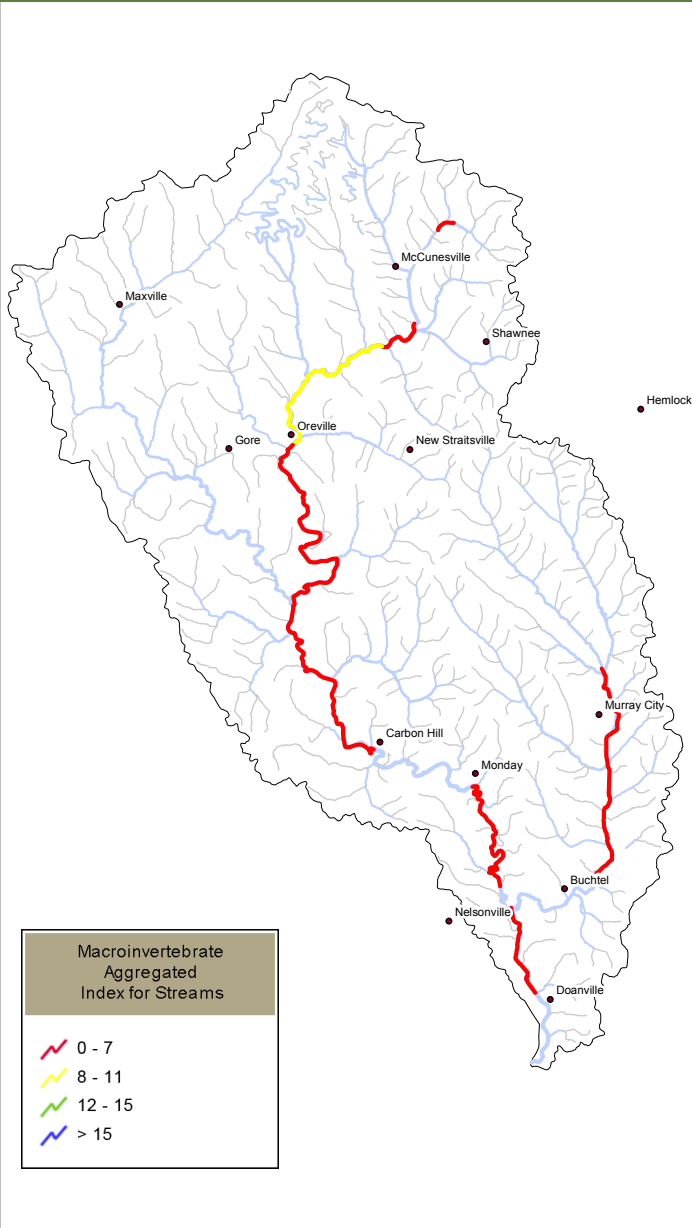 McCunesville
Maxville
Shawnee
Hemlock
Oreville
Gore
New Straitsville
Murray City
Carbon Hill
Monday
Buchtel
Nelsonville
Doanville
Macroinvertebrate
Aggregated
Index for Streams
0 - 7
8 - 11
12 - 15
> 15